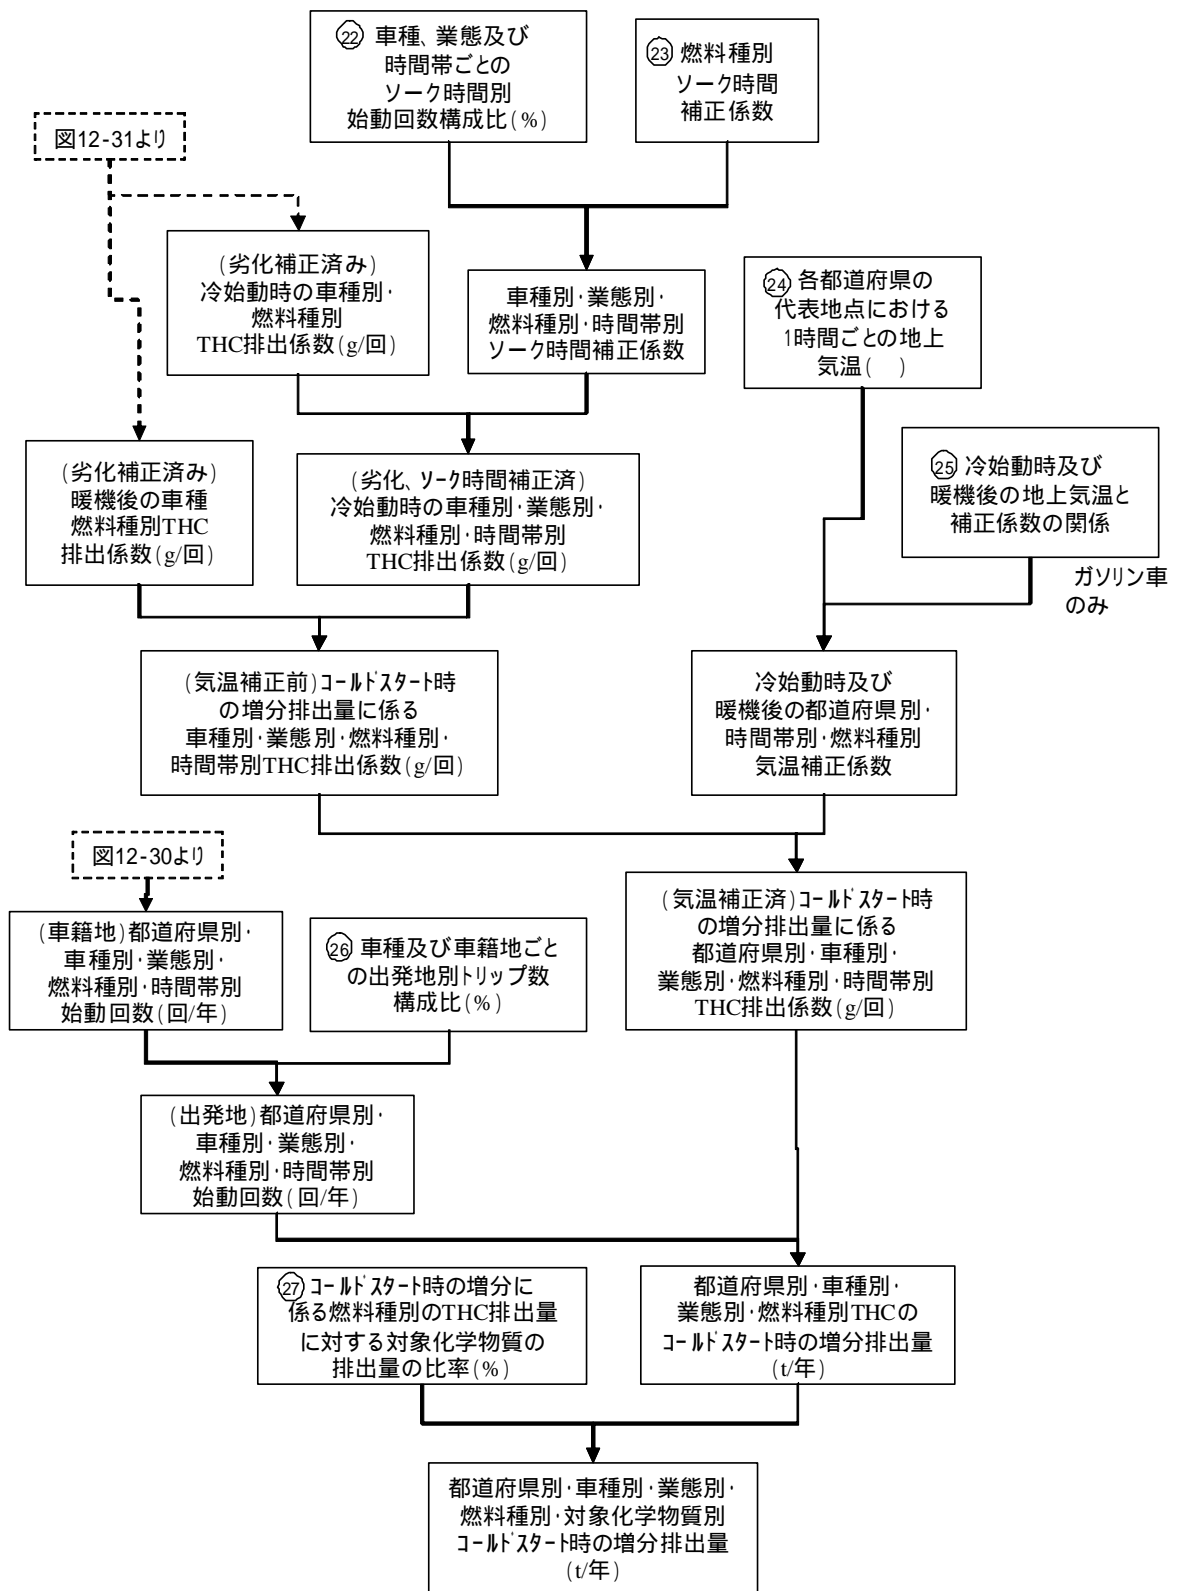 ㉒ 車種、業態及び
時間帯ごとの
ソーク時間別
始動回数構成比(%)
㉓ 燃料種別
ソーク時間
補正係数
図12-31より
(劣化補正済み)
冷始動時の車種別・
燃料種別
THC排出係数(g/回)
車種別・業態別・
燃料種別・時間帯別
ソーク時間補正係数
㉔ 各都道府県の
代表地点における
1時間ごとの地上
気温( )
㉕ 冷始動時及び
暖機後の地上気温と
補正係数の関係
ガソリン車
のみ
(劣化補正済み)
暖機後の車種
燃料種別THC
排出係数(g/回)
(劣化、ソーク時間補正済)
冷始動時の車種別・業態別・
燃料種別・時間帯別
THC排出係数(g/回)
(気温補正前)コールドスタート時
の増分排出量に係る
車種別・業態別・燃料種別・
時間帯別THC排出係数(g/回)
冷始動時及び
暖機後の都道府県別・
時間帯別・燃料種別
気温補正係数
図12-30より
(車籍地)都道府県別・
車種別・業態別・
燃料種別・時間帯別
始動回数(回/年)
㉖ 車種及び車籍地ごと
の出発地別トリップ数
構成比(%)
(気温補正済)コールドスタート時
の増分排出量に係る
都道府県別・車種別・
業態別・燃料種別・時間帯別
THC排出係数(g/回)
(出発地)都道府県別・
車種別・業態別・
燃料種別・時間帯別
始動回数(回/年)
㉗ コールドスタート時の増分に
係る燃料種別のTHC排出量
に対する対象化学物質の
排出量の比率(%)
都道府県別・車種別・
業態別・燃料種別THCの
コールドスタート時の増分排出量
(t/年)
都道府県別・車種別・業態別・
燃料種別・対象化学物質別
コールドスタート時の増分排出量
(t/年)